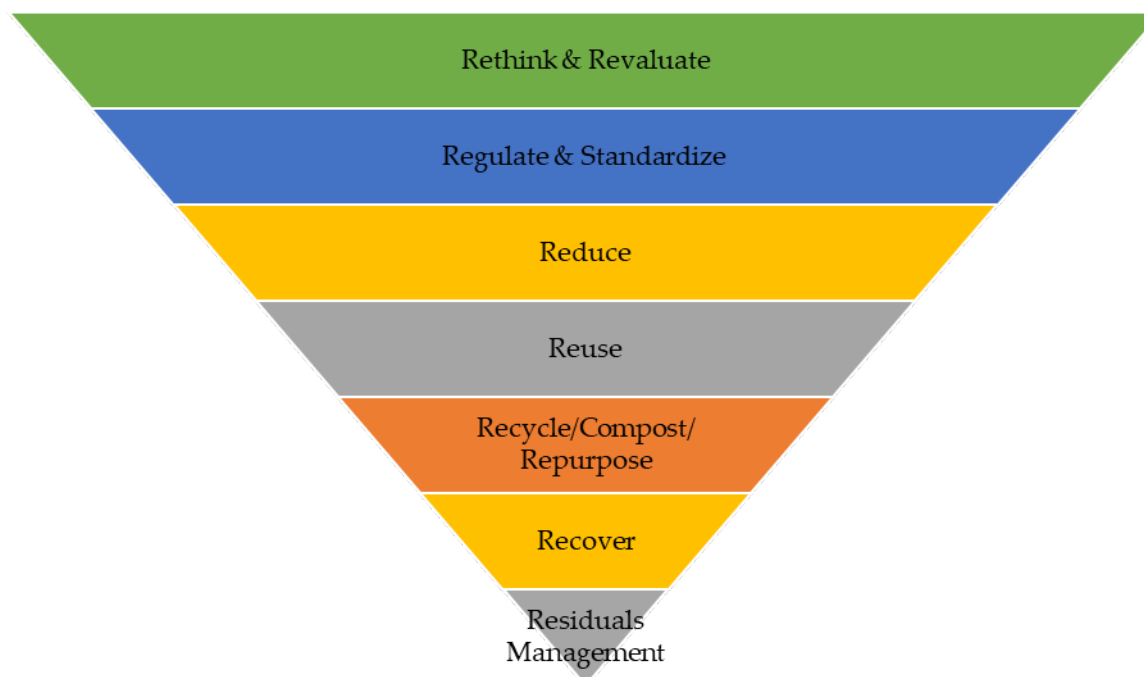 Rethink & Revaluate
Regulate & Standardize
Reduce
Reuse
Recycle/Compost/
Repurpose
Recover
Residuals
Management